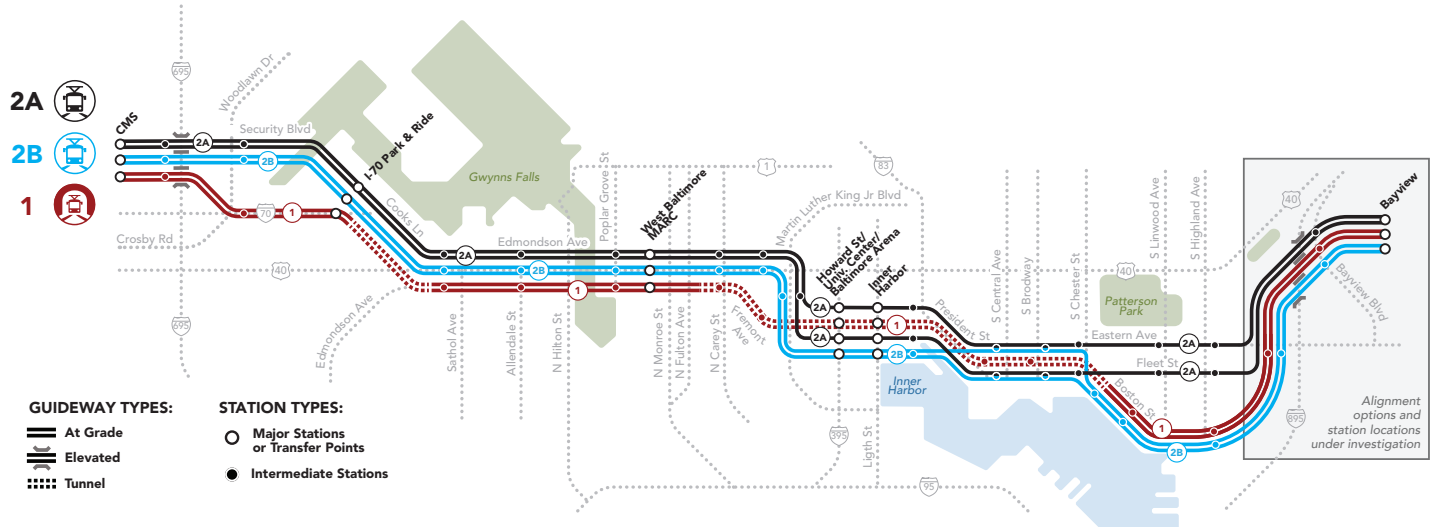 2A
2B
1
CMS
695
Woodlawn Dr
Security Blvd
2A
2B
I-70 Park & Ride
Gwynns Falls
70
1
Crosby Rd
Cooks Ln
40
695
Edmondson Ave
Edmondson Ave
2A
2B
1
Sathol Ave
Allendale St
N Hilton St
Poplar Grove St
West Baltimore
MARC
N Monroe St
N Fulton Ave
N Carey St
Fremont
Ave
1
83
Martin Luther King Jr Blvd
Howard St/
Univ. Center/
Baltimore Arena
Inner
Harbor
2A
1
2A
2B
President St
Inner
Harbor
395
Ligth St
95
S Central Ave
S Brodway
S Chester St
40
Patterson
Park
S Linwood Ave
S Highland Ave
Eastern Ave
2A
Fleet St
2A
Boston St
1
2B
40
Bayview
Bayview Blvd
895
Alignment
options and
station locations
under investigation
GUIDEWAY TYPES:
At Grade
Elevated
Tunnel
STATION TYPES:
Major Stations
or Transfer Points
Intermediate Stations